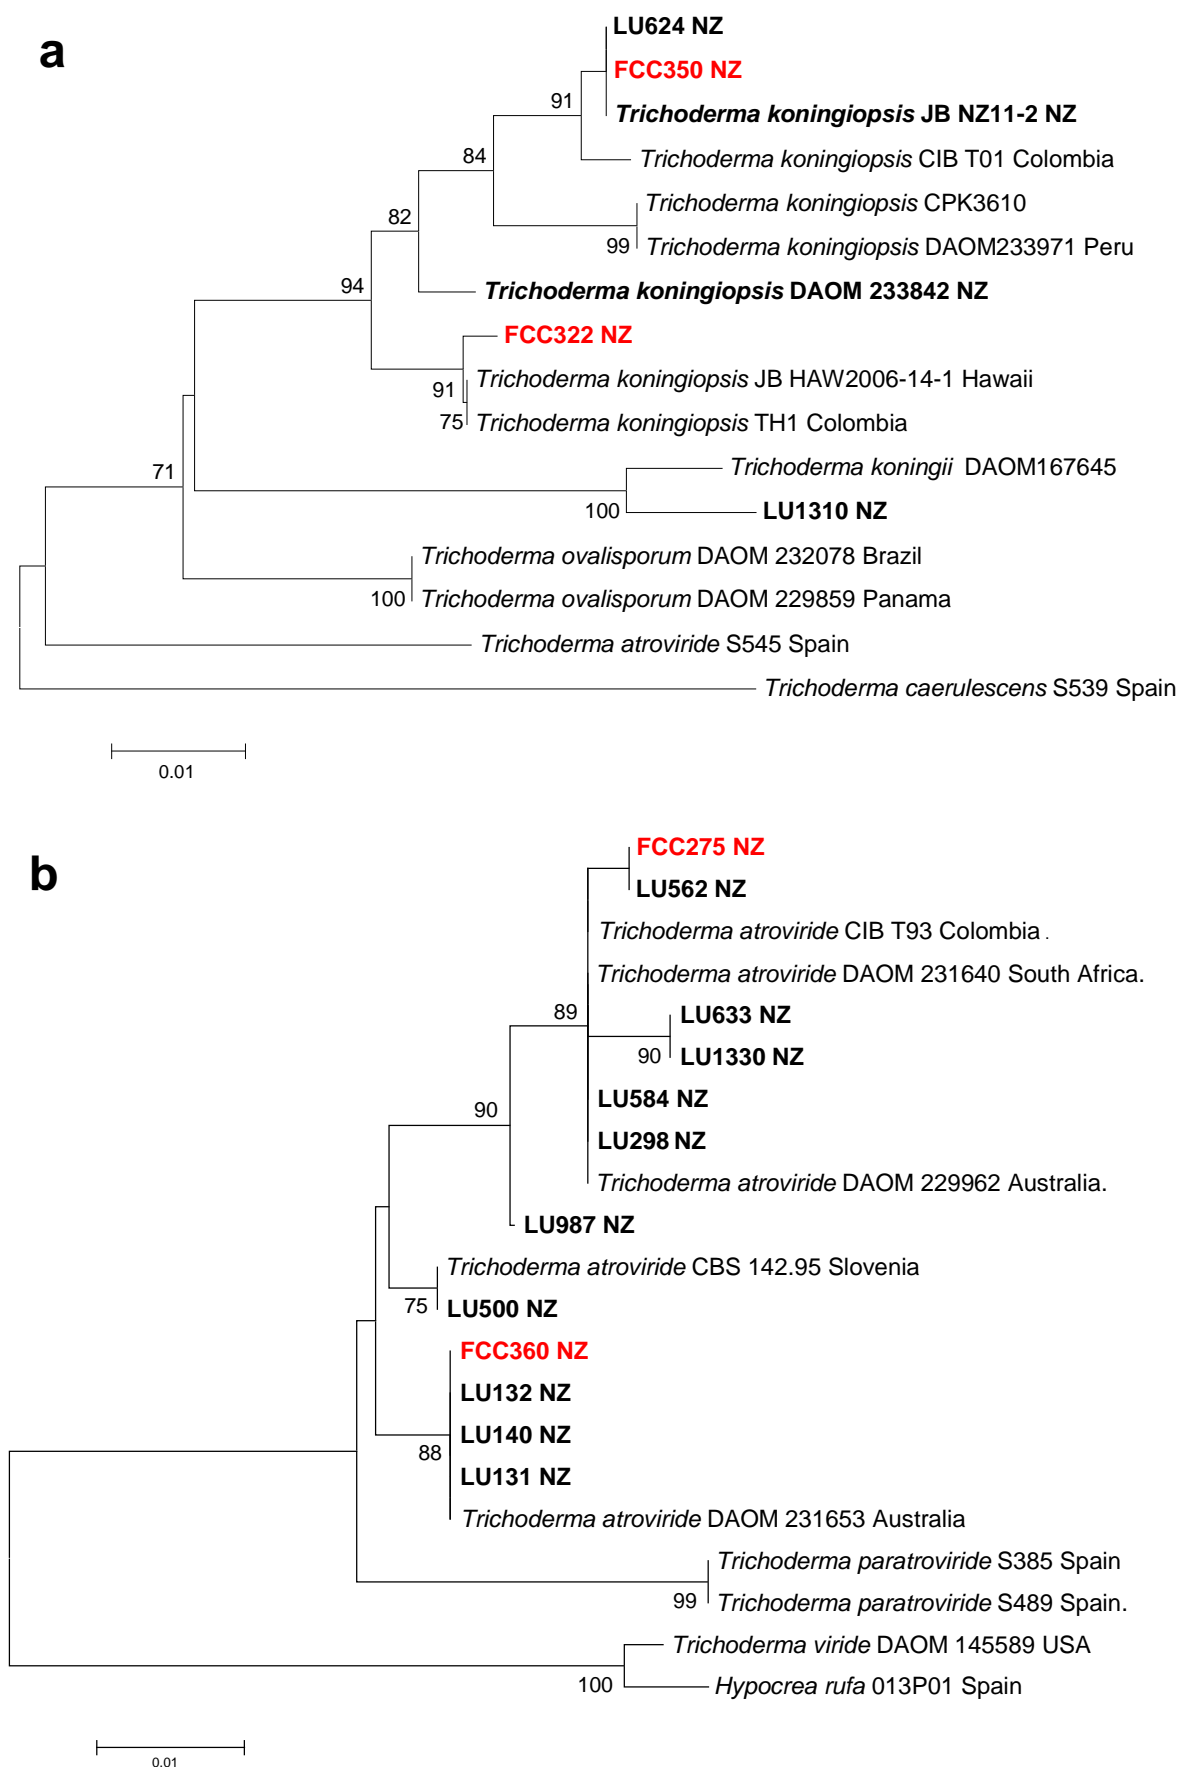 a
LU624 NZ
FCC350 NZ
Trichoderma koningiopsis JB NZ11-2 NZ
91
Trichoderma koningiopsis CIB T01 Colombia
84
Trichoderma koningiopsis CPK3610
82
99
Trichoderma koningiopsis DAOM233971 Peru
94
Trichoderma koningiopsis DAOM 233842 NZ
FCC322 NZ
Trichoderma koningiopsis JB HAW2006-14-1 Hawaii
91
75
Trichoderma koningiopsis TH1 Colombia
71
Trichoderma koningii DAOM167645
100
LU1310 NZ
Trichoderma ovalisporum DAOM 232078 Brazil
100
Trichoderma ovalisporum DAOM 229859 Panama
Trichoderma atroviride S545 Spain
Trichoderma caerulescens S539 Spain
0.01
b
FCC275 NZ
LU562 NZ
Trichoderma atroviride CIB T93 Colombia .
Trichoderma atroviride DAOM 231640 South Africa.
89
LU633 NZ
90
LU1330 NZ
LU584 NZ
90
LU298 NZ
Trichoderma atroviride DAOM 229962 Australia.
LU987 NZ
Trichoderma atroviride CBS 142.95 Slovenia
75
LU500 NZ
FCC360 NZ
LU132 NZ
LU140 NZ
88
LU131 NZ
Trichoderma atroviride DAOM 231653 Australia
Trichoderma paratroviride S385 Spain
99
Trichoderma paratroviride S489 Spain.
Trichoderma viride DAOM 145589 USA
100
Hypocrea rufa 013P01 Spain
0.01